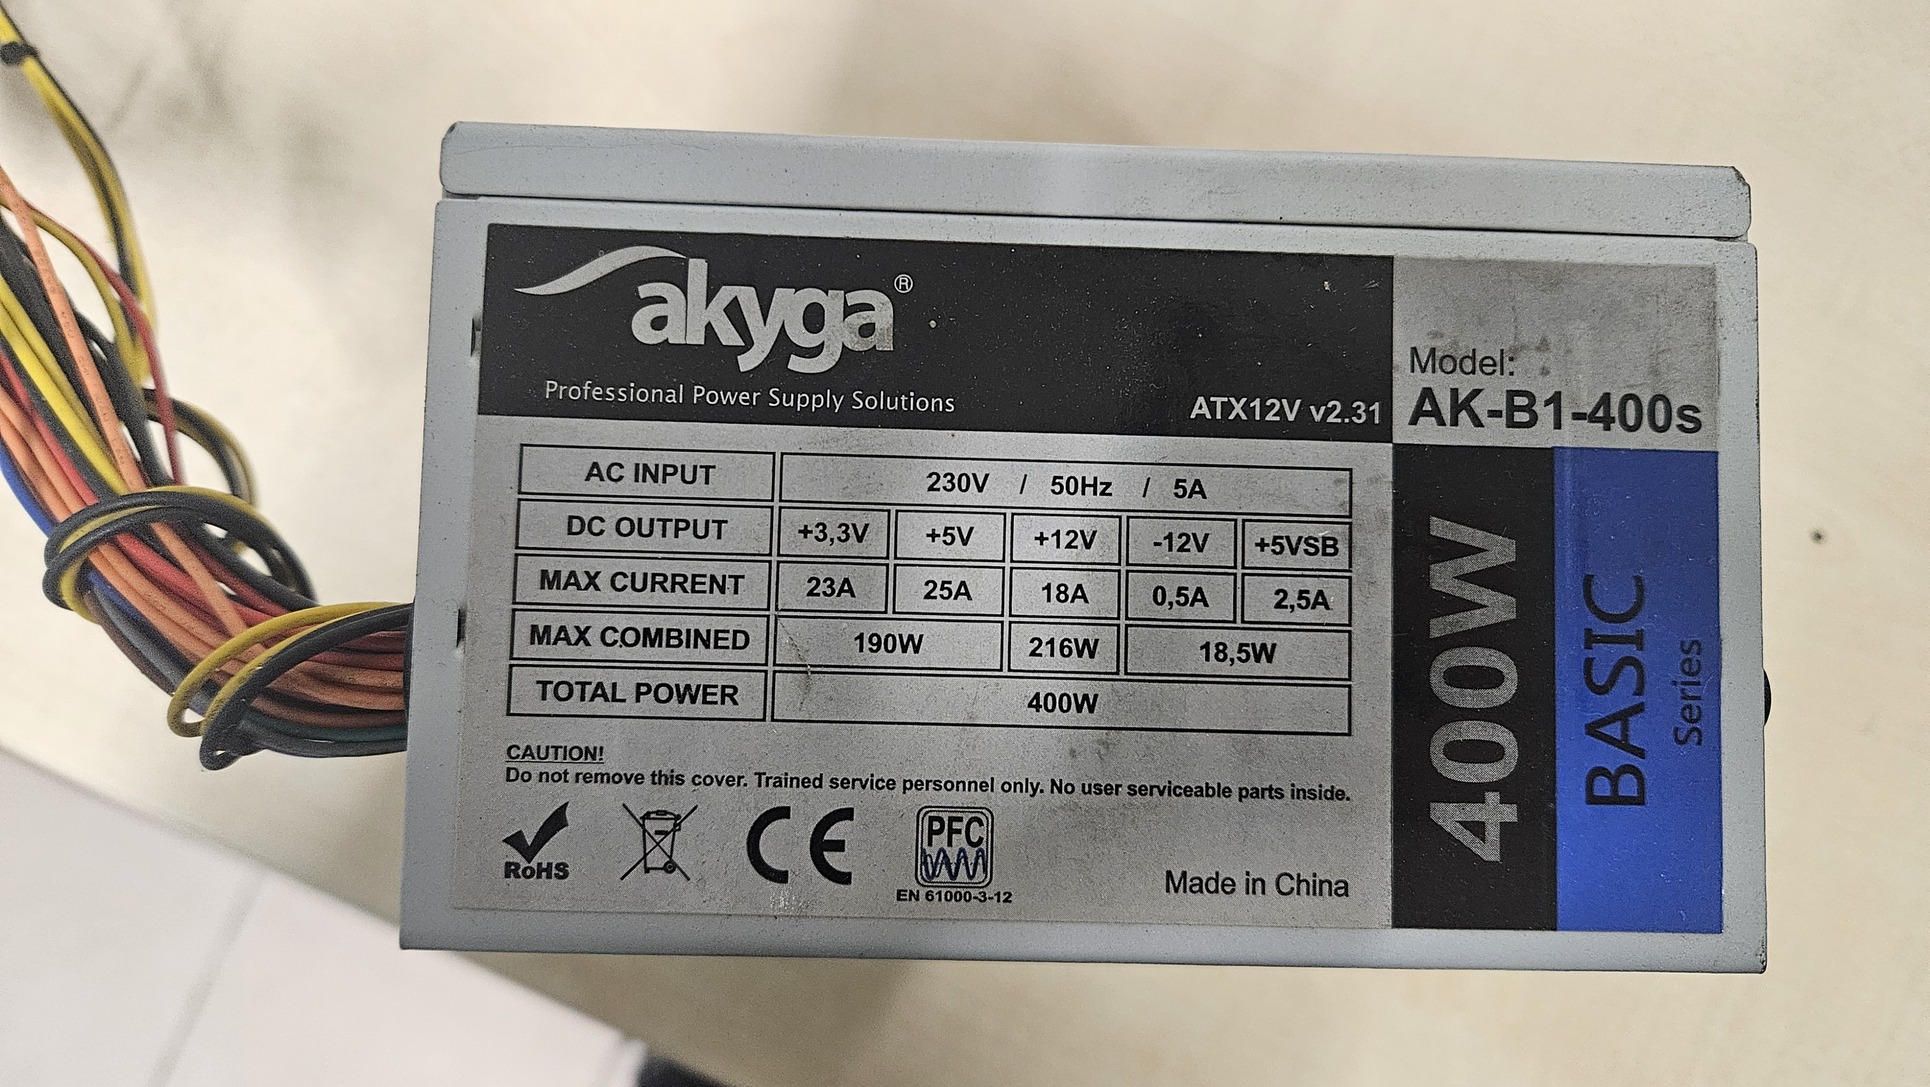 akyga®
Professional Power Supply Solutions
ATX12V v2.31
Model:
AK-B1-400s
AC INPUT 230V / 50Hz / 5A
DC OUTPUT +3,3V +5V +12V -12V +5VSB
MAX CURRENT 23A 25A 18A 0,5A 2,5A
MAX COMBINED 190W 216W 18,5W
TOTAL POWER 400W
400W
BASIC
Series
CAUTION!
Do not remove this cover. Trained service personnel only. No user serviceable parts inside.
RoHS
CE
PFC
EN 61000-3-12
Made in China